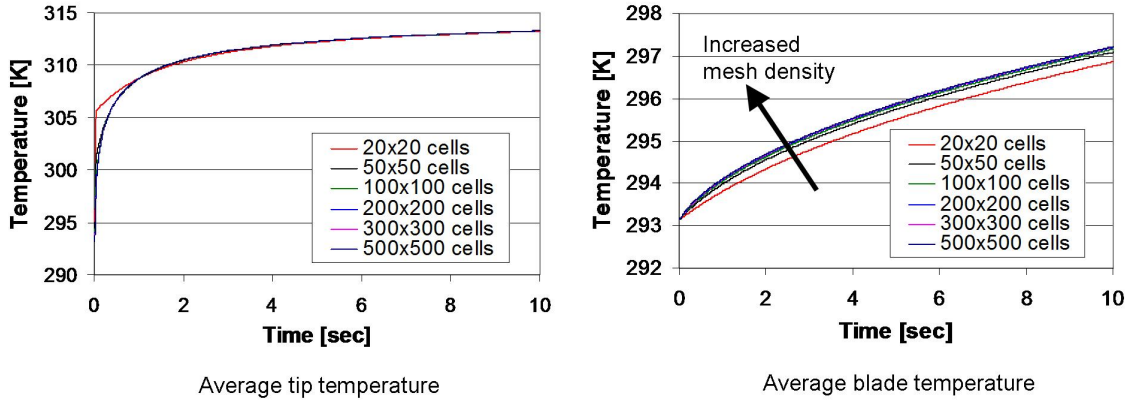 315
310
305
300
295
290
Temperature [K]
20x20 cells
50x50 cells
100x100 cells
200x200 cells
300x300 cells
500x500 cells
0 2 4 6 8 10
Time [sec]
Average tip temperature
298
297
296
295
294
293
292
Temperature [K]
Increased
mesh density
20x20 cells
50x50 cells
100x100 cells
200x200 cells
300x300 cells
500x500 cells
0 2 4 6 8 10
Time [sec]
Average blade temperature